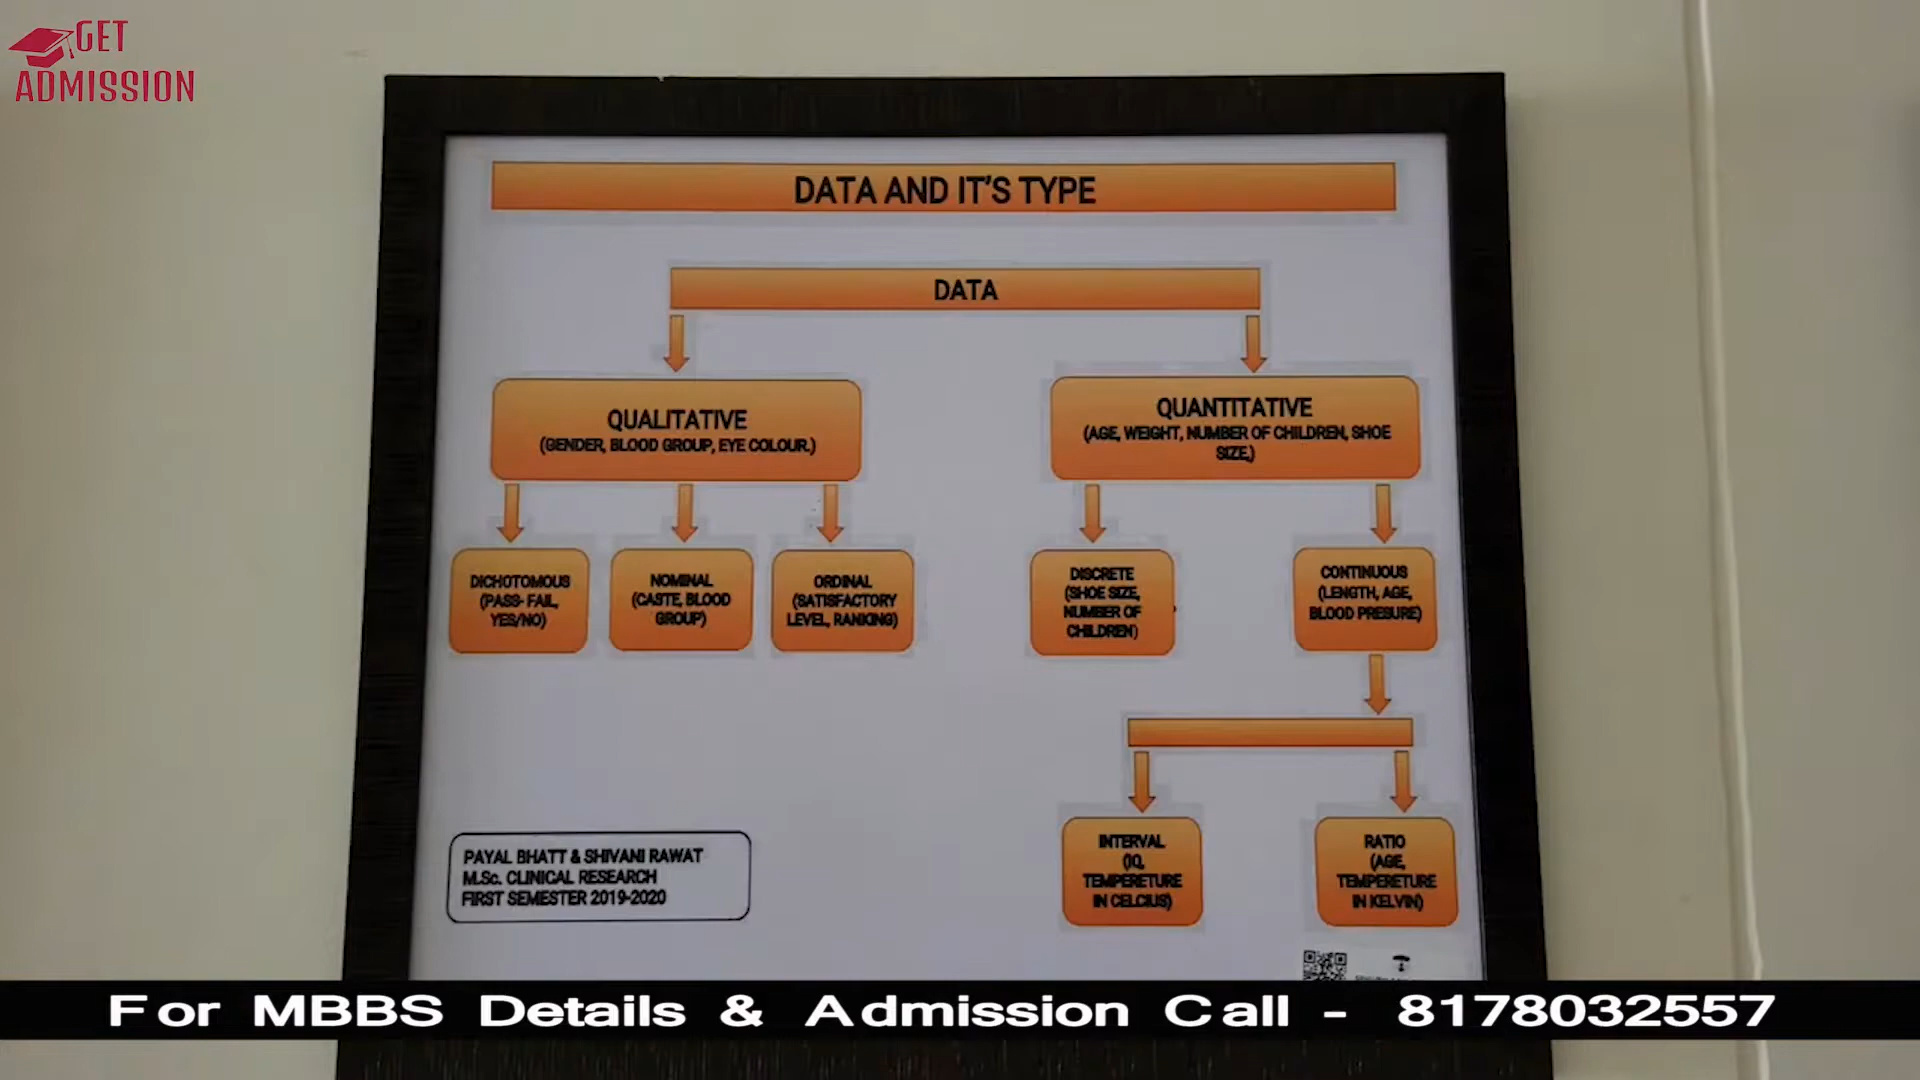 GET
ADMISSION
DATA AND IT'S TYPE
DATA
QUALITATIVE
(GENDER, BLOOD GROUP, EYE COLOUR.)
QUANTITATIVE
(AGE, WEIGHT, NUMBER OF CHILDREN, SHOE
SIZE,)
DICHOTOMOUS
(PASS- FAIL,
YES/NO)
NOMINAL
(CASTE, BLOOD
GROUP)
ORDINAL
(SATISFACTORY
LEVEL, RANKING)
DISCRETE
(SHOE SIZE,
NUMBER OF
CHILDREN)
CONTINUOUS
(LENGTH, AGE,
BLOOD PRESURE)
INTERVAL
(IQ,
TEMPERETURE
IN CELCIUS)
RATIO
(AGE,
TEMPERETURE
IN KELVIN)
PAYAL BHATT & SHIVANI RAWAT
M.Sc. CLINICAL RESEARCH
FIRST SEMESTER 2019-2020
For MBBS Details & Admission Call - 8178032557